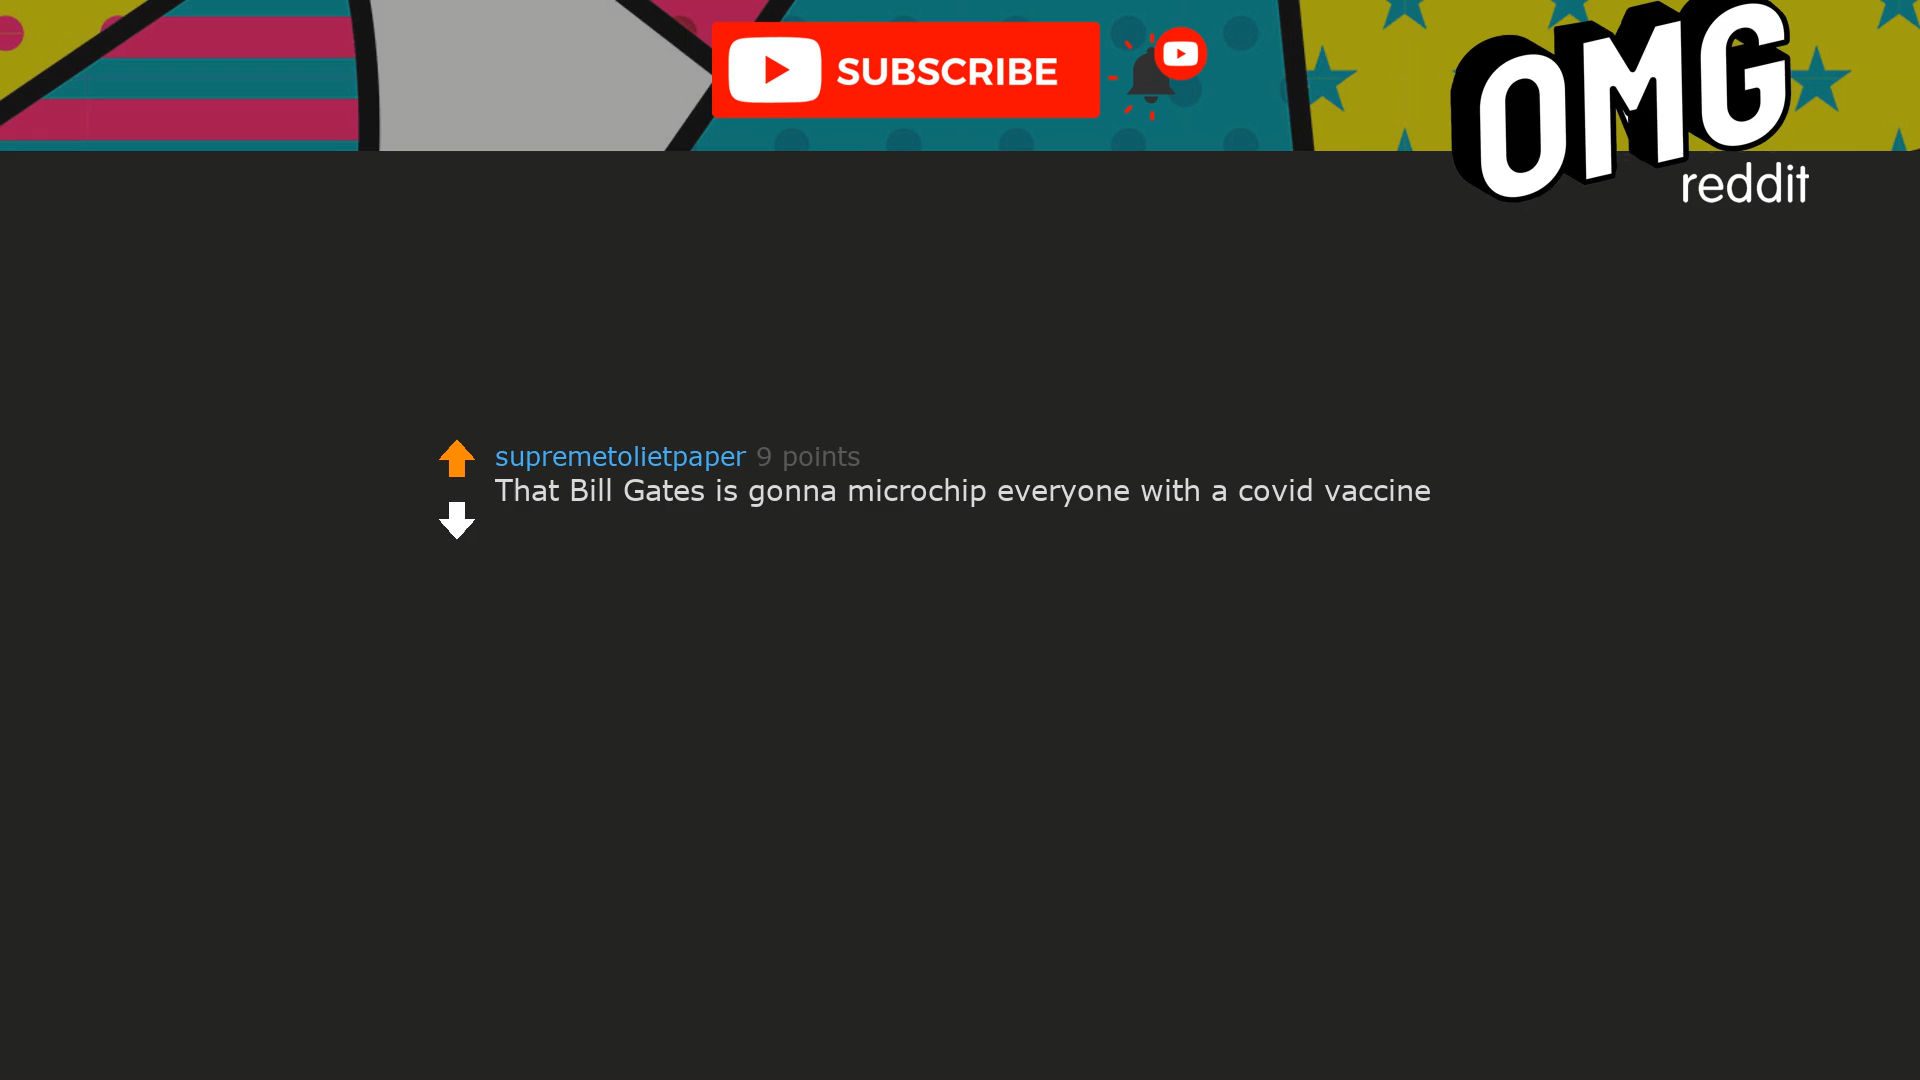 SUBSCRIBE
OMG
reddit
supremetolietpaper 9 points
That Bill Gates is gonna microchip everyone with a covid vaccine